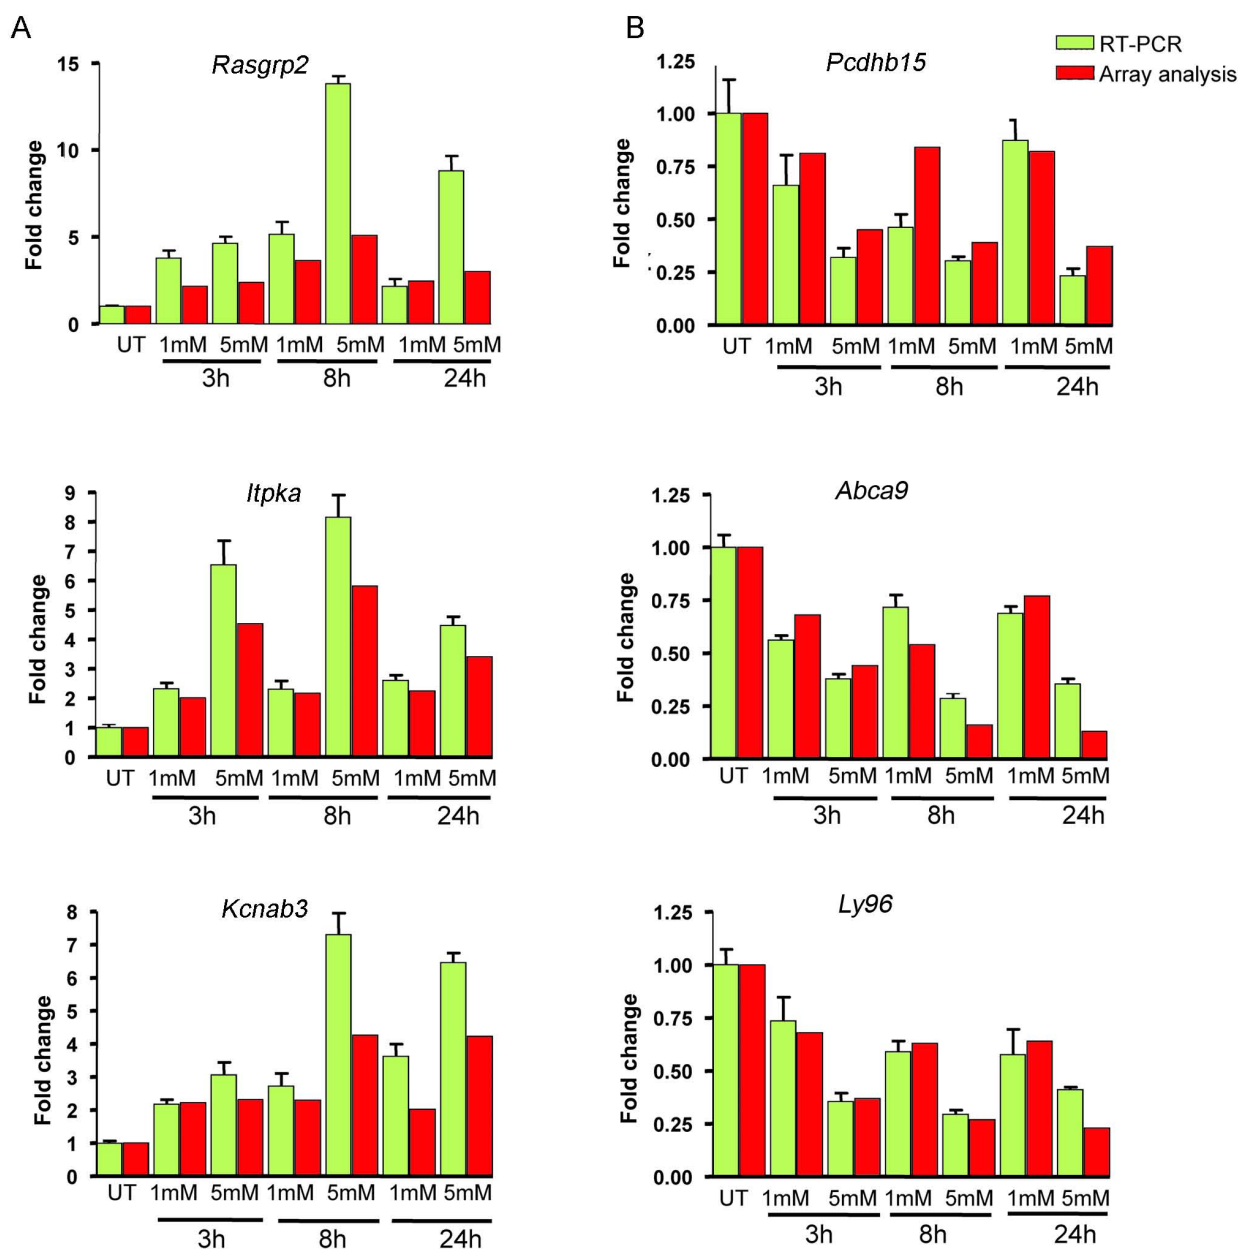 A
B
RT-PCR
Array analysis
Rasgrp2
Fold change
15
10
5
0
UT 1mM 5mM 1mM 5mM 1mM 5mM
3h 8h 24h
Pcdhb15
Fold change
1.25
1.00
0.75
0.50
0.25
0.00
UT 1mM 5mM 1mM 5mM 1mM 5mM
3h 8h 24h
Itpka
Fold change
9
8
7
6
5
4
3
2
1
0
UT 1mM 5mM 1mM 5mM 1mM 5mM
3h 8h 24h
Abca9
Fold change
1.25
1.00
0.75
0.50
0.25
0.00
UT 1mM 5mM 1mM 5mM 1mM 5mM
3h 8h 24h
Kcnab3
Fold change
8
7
6
5
4
3
2
1
0
UT 1mM 5mM 1mM 5mM 1mM 5mM
3h 8h 24h
Ly96
Fold change
1.25
1.00
0.75
0.50
0.25
0.00
UT 1mM 5mM 1mM 5mM 1mM 5mM
3h 8h 24h